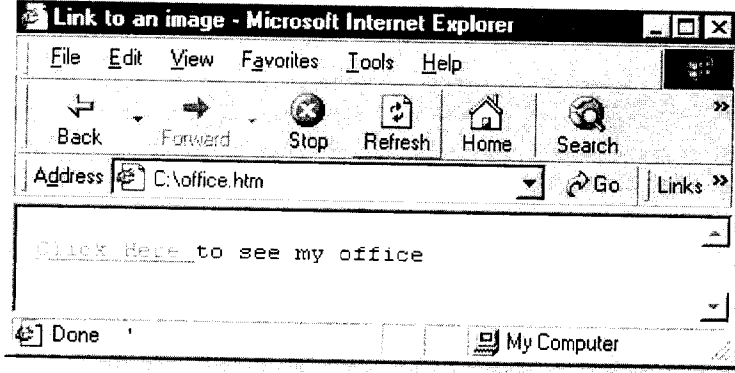 Link to an image - Microsoft Internet Explorer
File Edit View Favorites Tools Help
Back Forward Stop Refresh Home Search »
Address C:\office.htm Go Links »
Click Here to see my office
Done My Computer